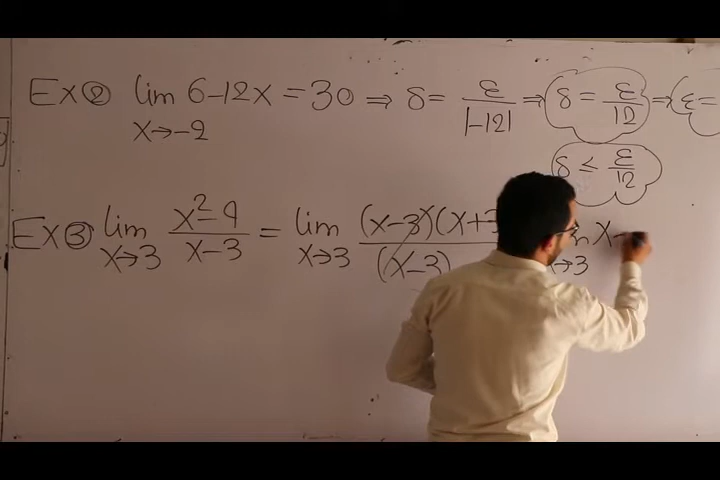 Ex② lim 6-12x = 30 ⇒ δ = ε/|-12| ⇒ δ = ε/12 ⇒ ε =
x→-2
δ ≤ ε/12
Ex③ lim x²-9/x-3 = lim (x-3)(x+3/(x-3) x
x→3 x→3 x→3